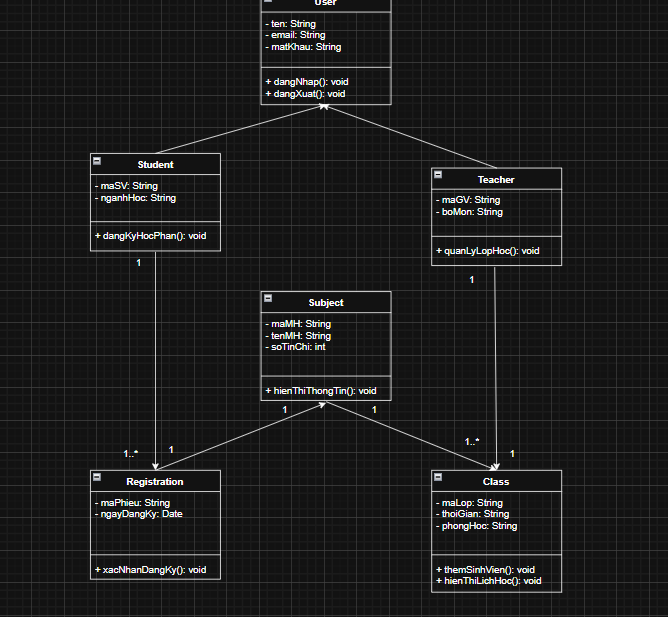 User
- ten: String
- email: String
- matKhau: String
+ dangNhap(): void
+ dangXuat(): void
Student
- maSV: String
- nganhHoc: String
+ dangKyHocPhan(): void
Teacher
- maGV: String
- boMon: String
+ quanLyLopHoc(): void
1
1
Subject
- maMH: String
- tenMH: String
- soTinChi: int
+ hienThiThongTin(): void
1
1
1..*
1
1..*
1
Registration
- maPhieu: String
- ngayDangKy: Date
+ xacNhanDangKy(): void
Class
- maLop: String
- thoiGian: String
- phongHoc: String
+ themSinhVien(): void
+ hienThiLichHoc(): void